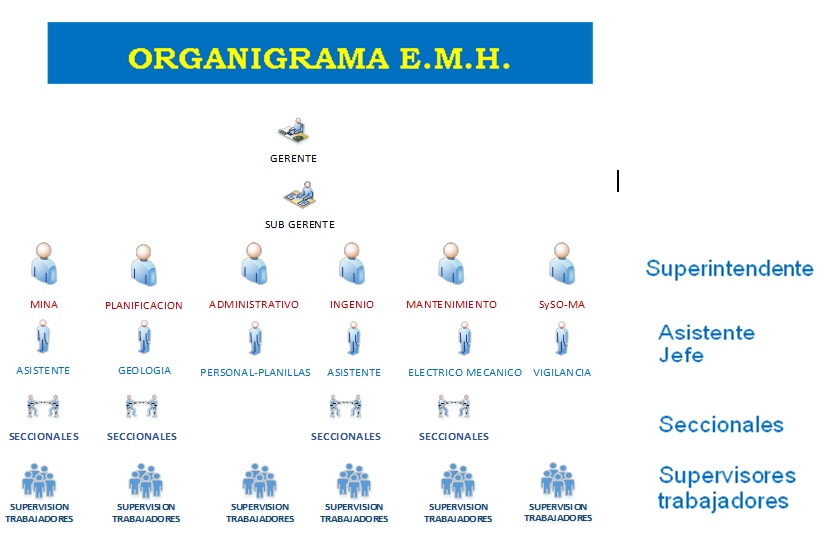 ORGANIGRAMA E.M.H.
GERENTE
SUB GERENTE
Superintendente
MINA PLANIFICACION ADMINISTRATIVO INGENIO MANTENIMIENTO SySO-MA
Asistente
Jefe
ASISTENTE GEOLOGIA PERSONAL-PLANILLAS ASISTENTE ELECTRICO MECANICO VIGILANCIA
Seccionales
SECCIONALES SECCIONALES SECCIONALES SECCIONALES
Supervisores
trabajadores
SUPERVISION SUPERVISION SUPERVISION SUPERVISION SUPERVISION SUPERVISION
TRABAJADORES TRABAJADORES TRABAJADORES TRABAJADORES TRABAJADORES TRABAJADORES